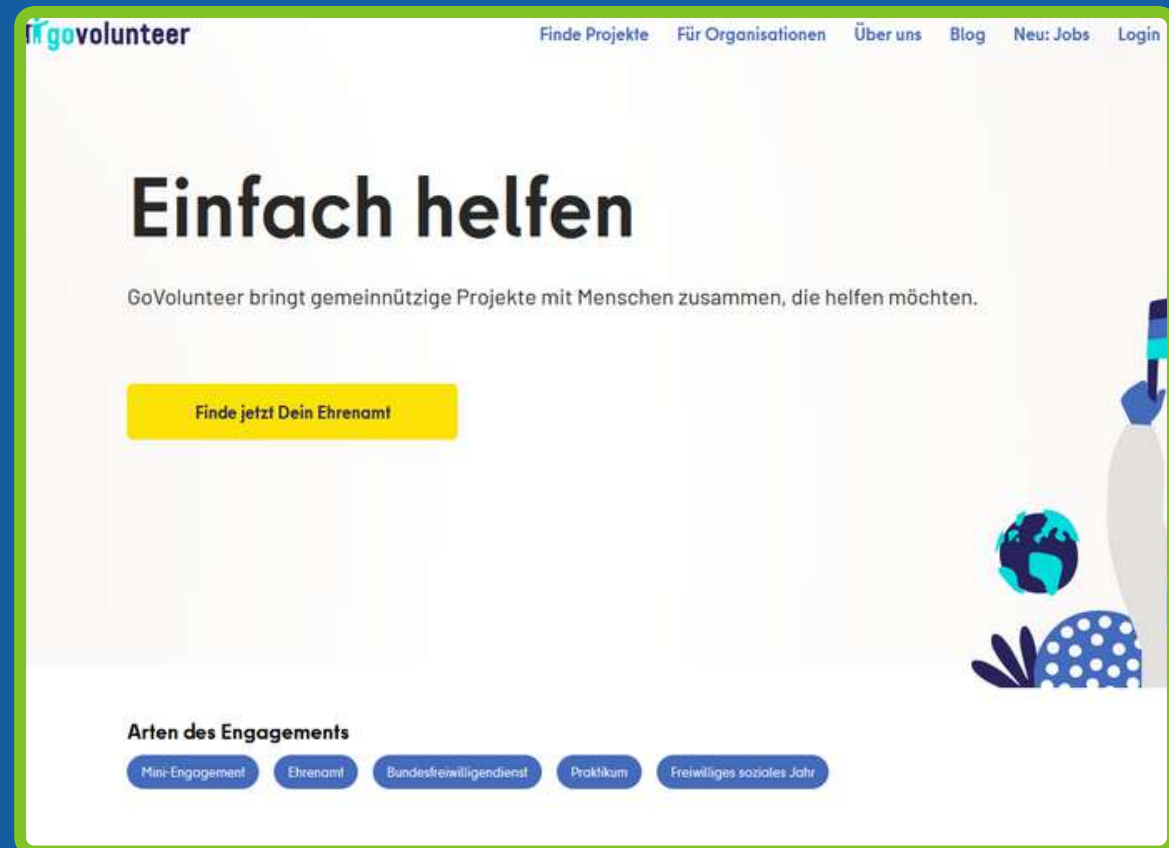 govolunteer
Finde Projekte Für Organisationen Über uns Blog Neu: Jobs Login
Einfach helfen
GoVolunteer bringt gemeinnützige Projekte mit Menschen zusammen, die helfen möchten.
Finde jetzt Dein Ehrenamt
Arten des Engagements
Mini-Engagement Ehrenamt Bundesfreiwilligendienst Praktikum Freiwilliges soziales Jahr